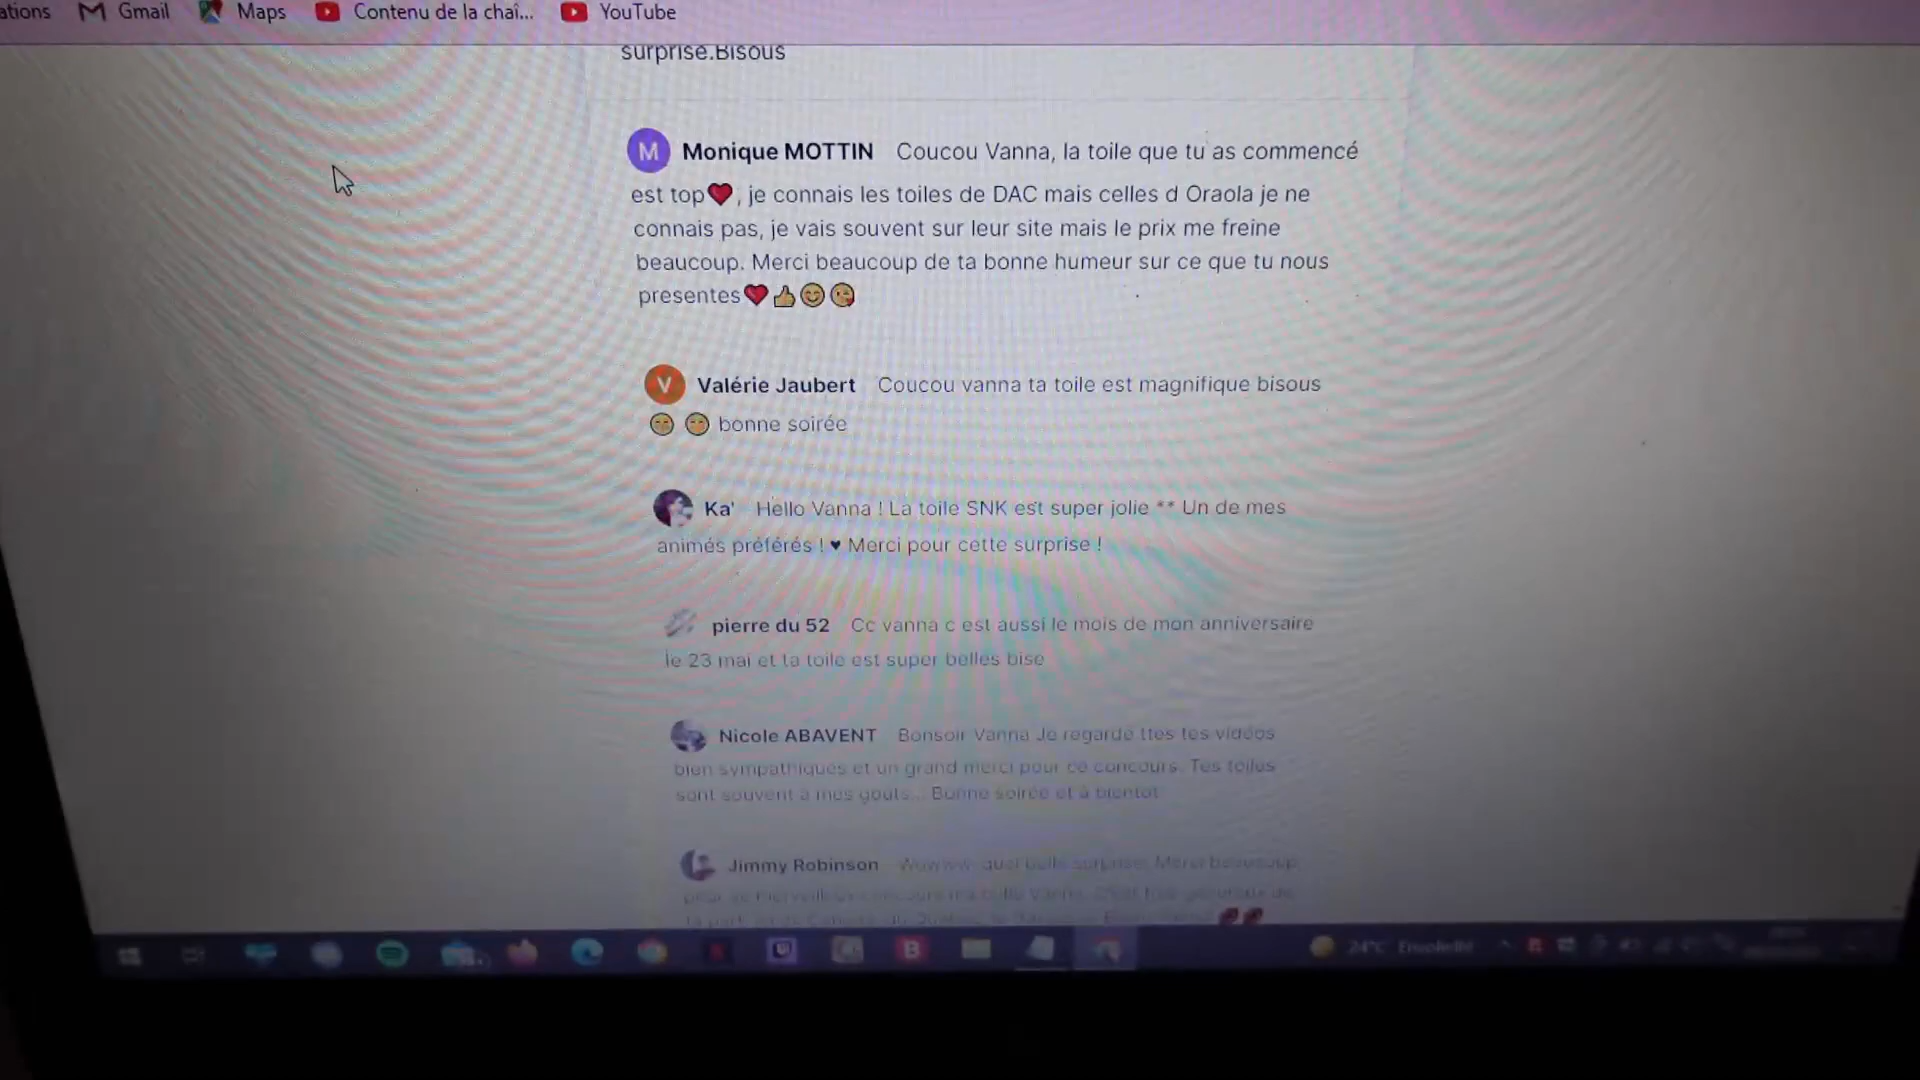 ations Gmail Maps Contenu de la chaî... YouTube
surprise.Bisous
M Monique MOTTIN Coucou Vanna, la toile que tu as commencé
est top❤, je connais les toiles de DAC mais celles d Oraola je ne
connais pas, je vais souvent sur leur site mais le prix me freine
beaucoup. Merci beaucoup de ta bonne humeur sur ce que tu nous
presentes❤👍😊😘
V Valérie Jaubert Coucou vanna ta toile est magnifique bisous
bonne soirée
Ka' Hello Vanna ! La toile SNK est super jolie ** Un de mes
animés préférés ! ♥ Merci pour cette surprise !
pierre du 52 Cc vanna c est aussi le mois de mon anniversaire
le 23 mai et ta toile est super belles bise
Nicole ABAVENT Bonsoir Vanna Je regarde ttes tes vidéos
bien sympathiques et un grand merci pour ce concours. Tes toiles
sont souvent à mes goûts... Bonne soirée et à bientôt
Jimmy Robinson quel belle surprise. Merci beaucoup
24°C Ensoleillé